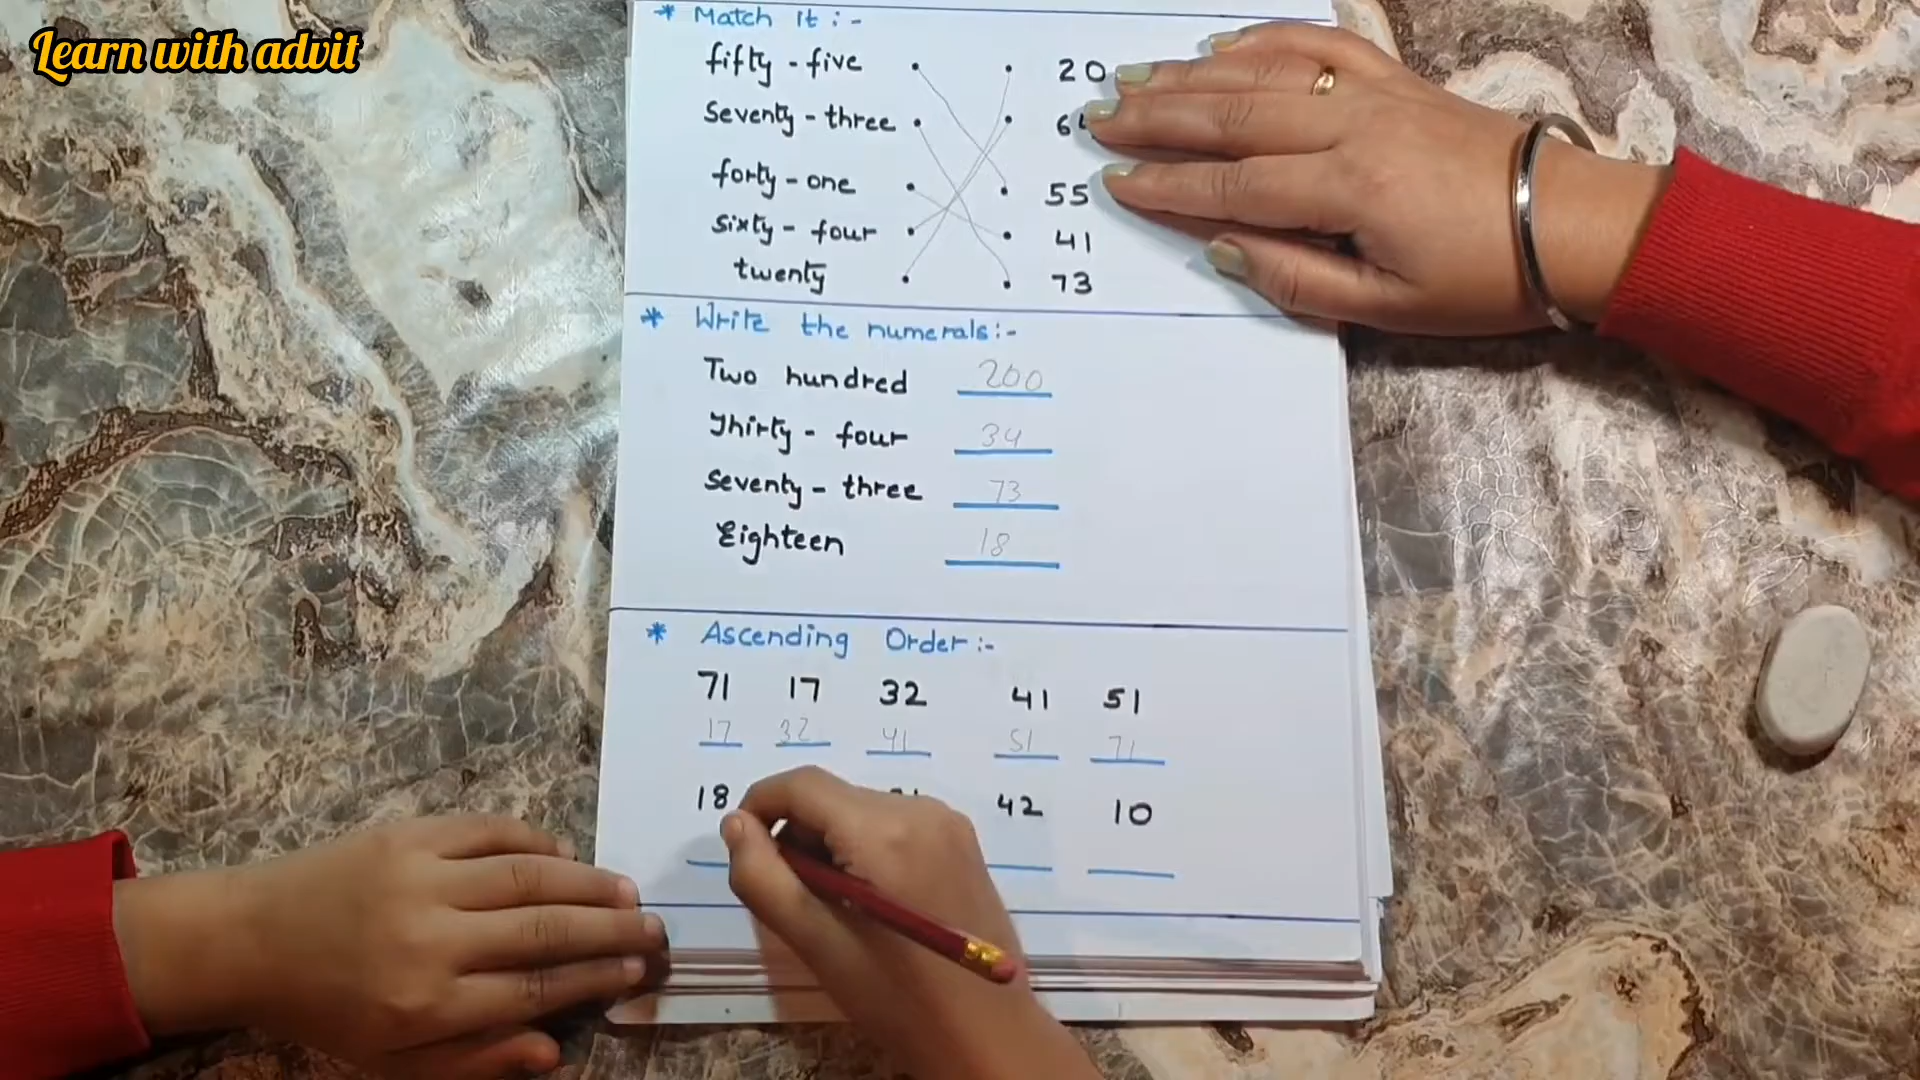 Learn with advit
* Match it :-
fifty - five 20
Seventy - three 64
forty - one 55
sixty - four 41
twenty 73
* Write the numerals :-
Two hundred 200
Thirty - four 34
Seventy - three 73
Eighteen 18
* Ascending Order :-
71 17 32 41 51
17 32 41 51 71
18 42 10